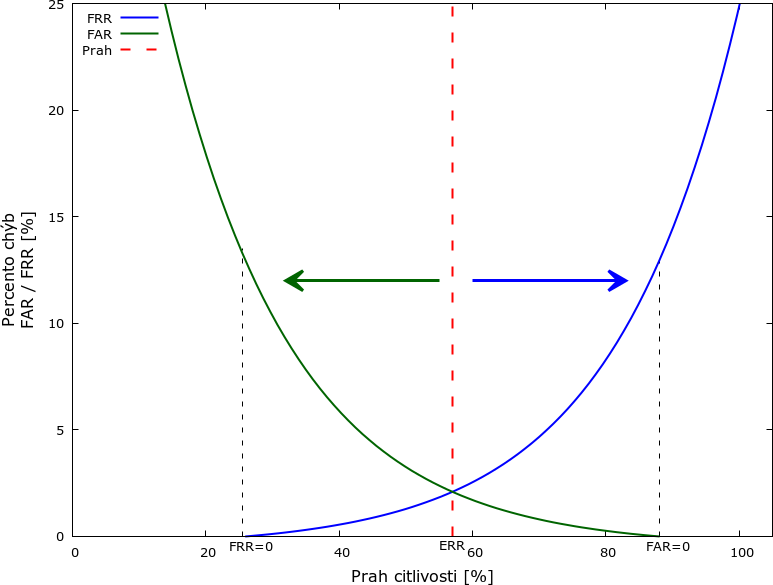 25
FRR
FAR
Prah
20
15
10
5
0
Percento chýb
FAR / FRR [%]
0 20 40 60 80 100
FRR=0 ERR FAR=0
Prah citlivosti [%]